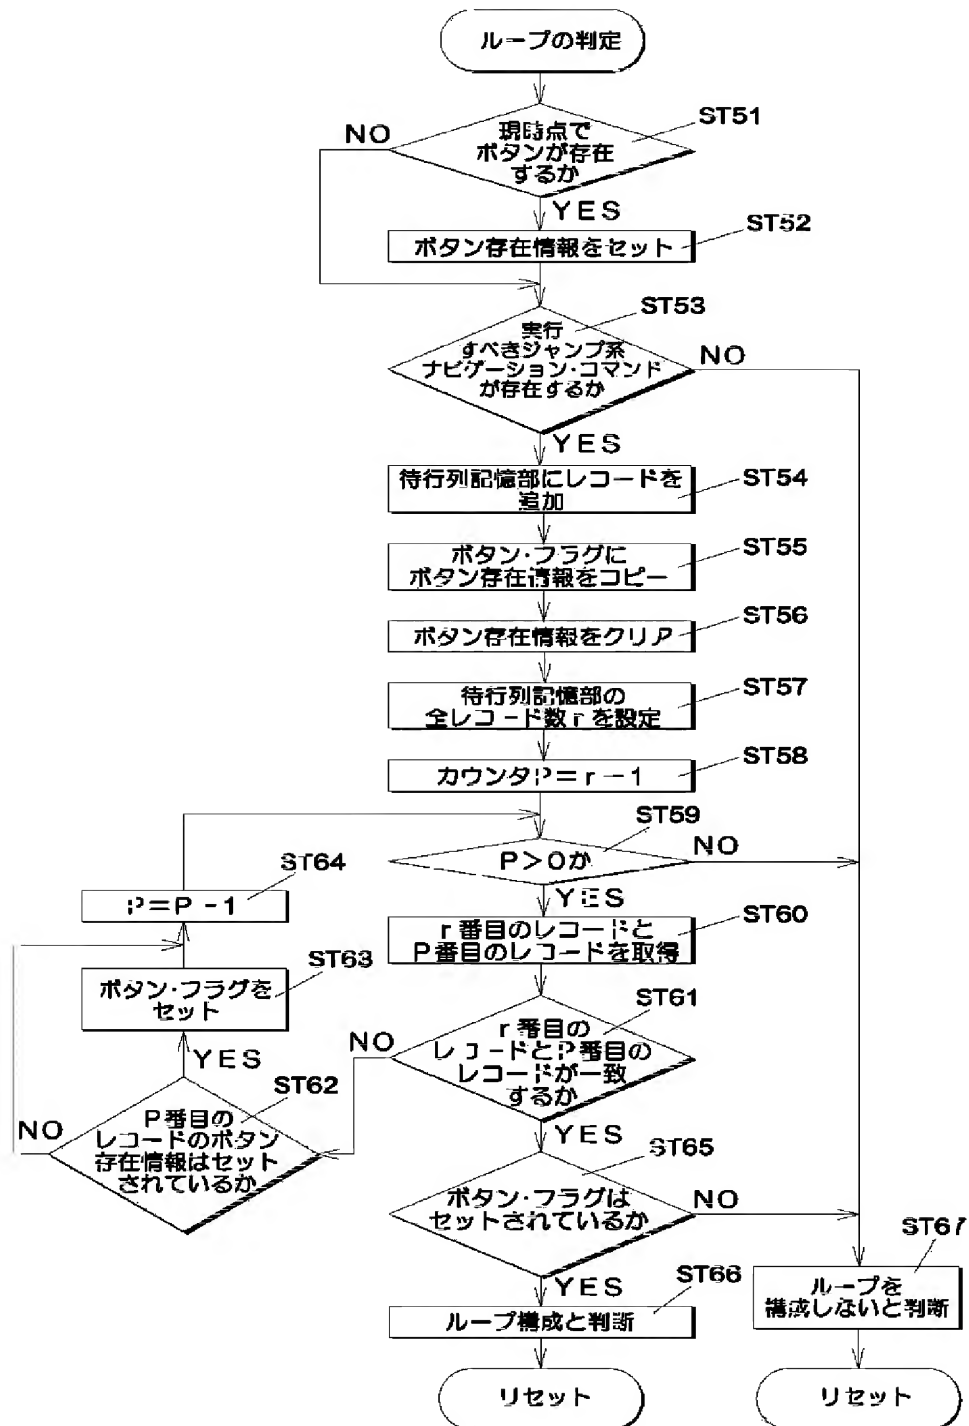 ループの判定
ST51
現時点で
ボタンが存在
するか
NO
YES
ST52
ボタン存在情報をセット
ST53
実行
すべきジャンプ系
ナビゲーション・コマンド
が存在するか
NO
YES
ST54
待行列記憶部にレコードを
追加
ST55
ボタン・フラグに
ボタン存在情報をコピー
ST56
ボタン存在情報をクリア
ST57
待行列記憶部の
全レコード数rを設定
ST58
カウンタP=r-1
ST59
P>0か
NO
YES
ST60
r番目のレコードと
P番目のレコードを取得
ST61
r番目の
レコードとP番目の
レコードが一致
するか
NO
YES
ST62
P番目の
レコードのボタン
存在情報はセット
されているか
NO
YES
ST63
ボタン・フラグを
セット
ST64
P=P-1
ST65
ボタン・フラグは
セットされているか
NO
YES
ST66
ループ構成と判断
リセット
ST67
ループを
構成しないと判断
リセット